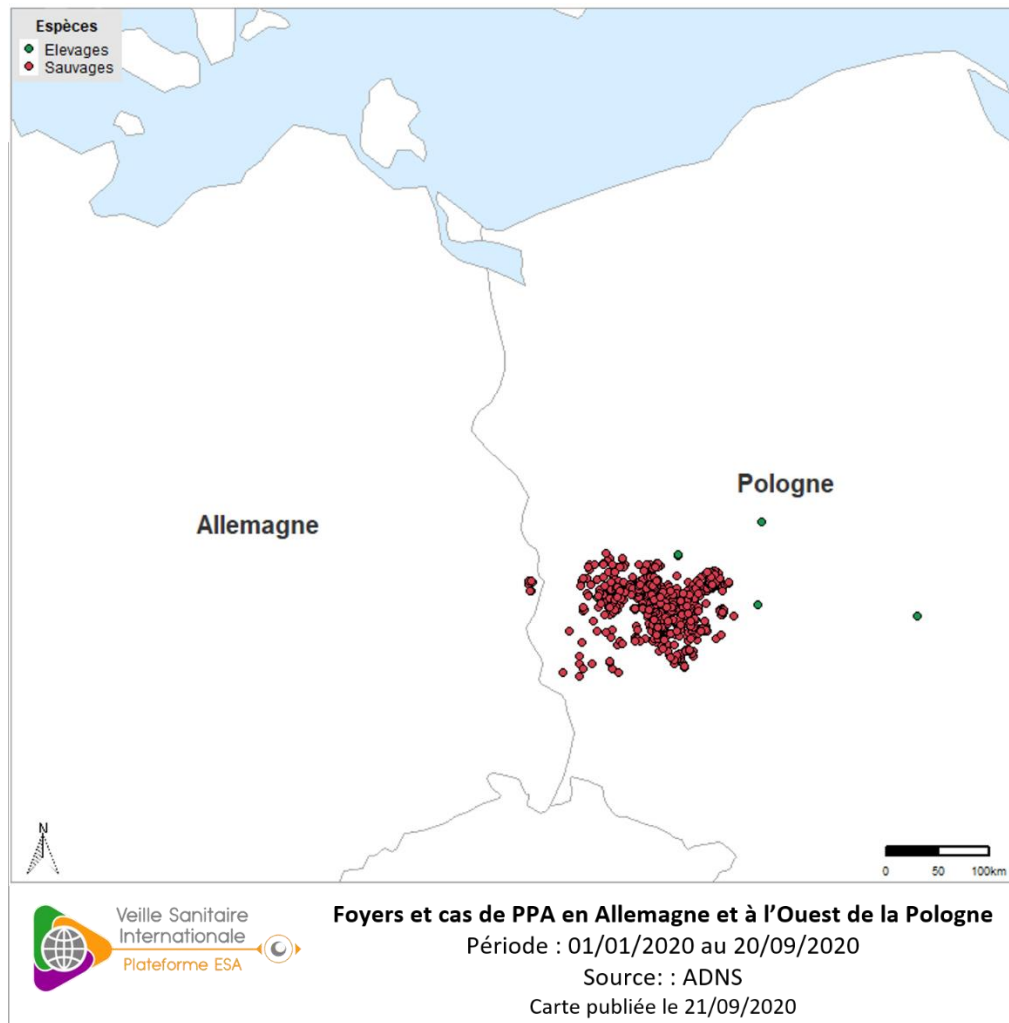 Espèces
Elevages
Sauvages
Pologne
Allemagne
N
0 50 100km
Veille Sanitaire
Internationale
Plateforme ESA
Foyers et cas de PPA en Allemagne et à l'Ouest de la Pologne
Période : 01/01/2020 au 20/09/2020
Source: : ADNS
Carte publiée le 21/09/2020